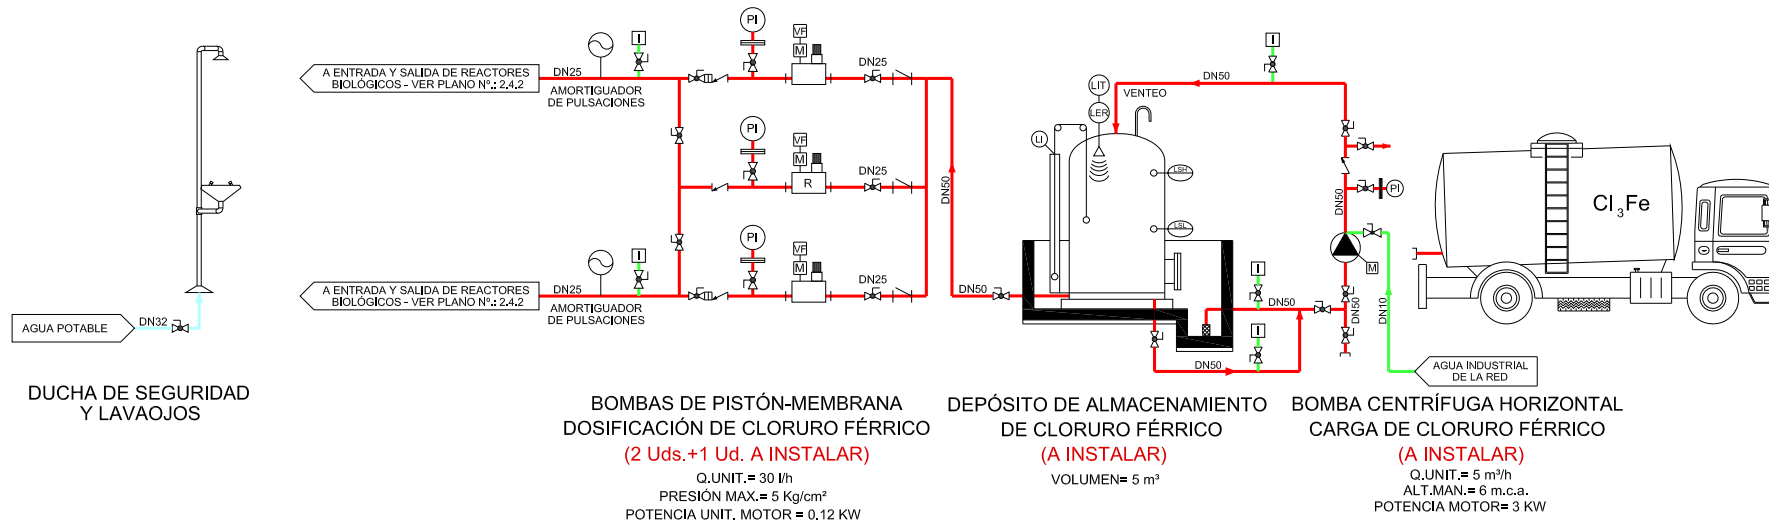 PI
VF
M
I
DN25
DN25
A ENTRADA Y SALIDA DE REACTORES
BIOLÓGICOS - VER PLANO Nº.: 2.4.2
AMORTIGUADOR
DE PULSACIONES
PI
VF
M
R
DN25
PI
VF
M
I
DN25
DN25
A ENTRADA Y SALIDA DE REACTORES
BIOLÓGICOS - VER PLANO Nº.: 2.4.2
AMORTIGUADOR
DE PULSACIONES
AGUA POTABLE
DN32
DN50
DN50
LIT
LER
LI
VENTEO
LSH
LSL
I
DN50
I
DN50
I
DN50
DN50
PI
M
DN50
DN10
AGUA INDUSTRIAL
DE LA RED
Cl3Fe
DUCHA DE SEGURIDAD
Y LAVAOJOS
BOMBAS DE PISTÓN-MEMBRANA
DOSIFICACIÓN DE CLORURO FÉRRICO
(2 Uds.+1 Ud. A INSTALAR)
Q.UNIT.= 30 l/h
PRESIÓN MAX.= 5 Kg/cm²
POTENCIA UNIT. MOTOR = 0.12 KW
DEPÓSITO DE ALMACENAMIENTO
DE CLORURO FÉRRICO
(A INSTALAR)
VOLUMEN= 5 m³
BOMBA CENTRÍFUGA HORIZONTAL
CARGA DE CLORURO FÉRRICO
(A INSTALAR)
Q.UNIT.= 5 m³/h
ALT.MAN.= 6 m.c.a.
POTENCIA MOTOR= 3 KW